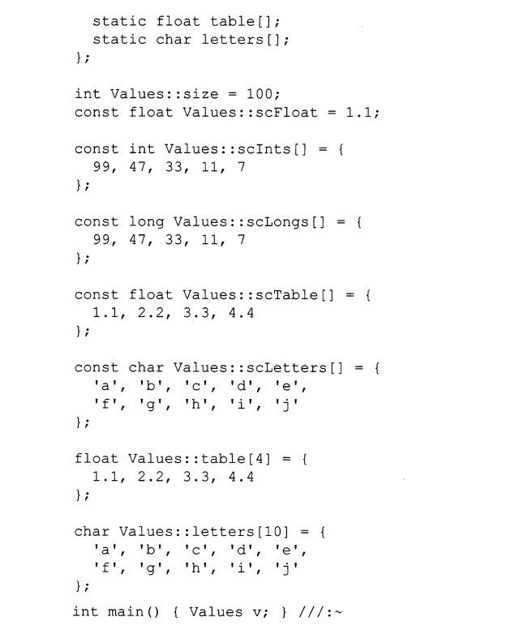 static float table[];
static char letters[];
};
int Values::size = 100;
const float Values::scFloat = 1.1;
const int Values::scInts[] = {
99, 47, 33, 11, 7
};
const long Values::scLongs[] = {
99, 47, 33, 11, 7
};
const float Values::scTable[] = {
1.1, 2.2, 3.3, 4.4
};
const char Values::scLetters[] = {
'a', 'b', 'c', 'd', 'e',
'f', 'g', 'h', 'i', 'j'
};
float Values::table[4] = {
1.1, 2.2, 3.3, 4.4
};
char Values::letters[10] = {
'a', 'b', 'c', 'd', 'e',
'f', 'g', 'h', 'i', 'j'
};
int main() { Values v; } ///:~